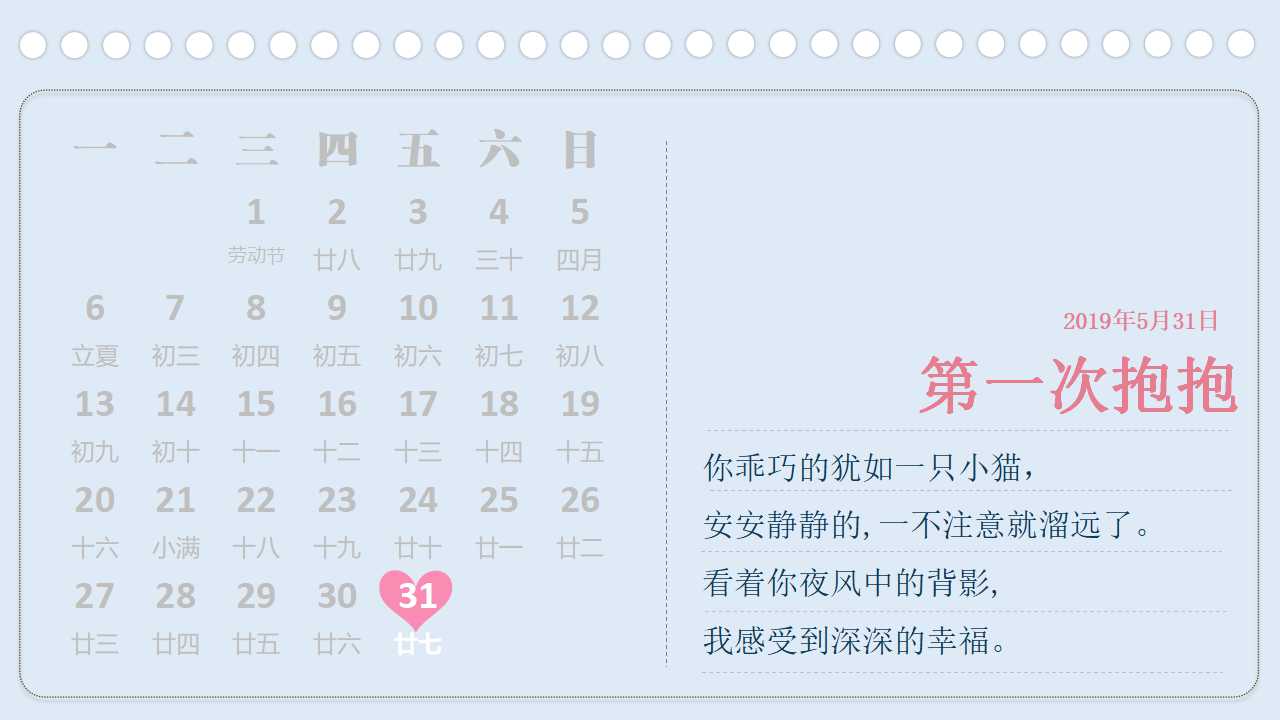 一 二 三 四 五 六 日
1 2 3 4 5
劳动节 廿八 廿九 三十 四月
6 7 8 9 10 11 12
立夏 初三 初四 初五 初六 初七 初八
13 14 15 16 17 18 19
初九 初十 十一 十二 十三 十四 十五
20 21 22 23 24 25 26
十六 小满 十八 十九 廿十 廿一 廿二
27 28 29 30 31
廿三 廿四 廿五 廿六 廿七
2019年5月31日
第一次抱抱
你乖巧的犹如一只小猫，
安安静静的, 一不注意就溜远了。
看着你夜风中的背影,
我感受到深深的幸福。